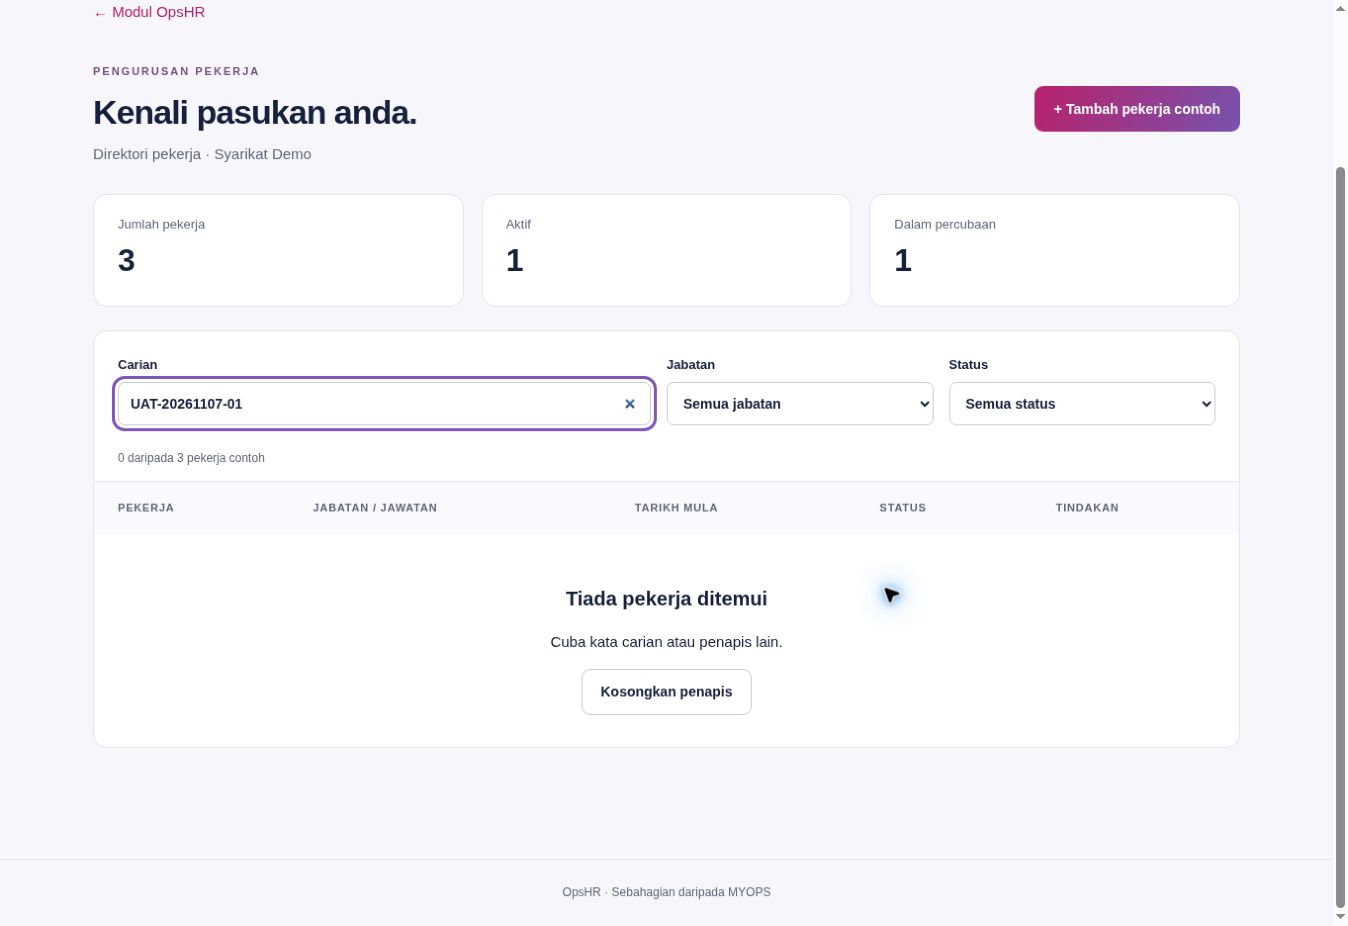 ← Modul OpsHR
PENGURUSAN PEKERJA
Kenali pasukan anda.
+ Tambah pekerja contoh
Direktori pekerja · Syarikat Demo
Jumlah pekerja
3
Aktif
1
Dalam percubaan
1
Carian
UAT-20261107-01
Jabatan
Semua jabatan
Status
Semua status
0 daripada 3 pekerja contoh
PEKERJA JABATAN / JAWATAN TARIKH MULA STATUS TINDAKAN
Tiada pekerja ditemui
Cuba kata carian atau penapis lain.
Kosongkan penapis
OpsHR · Sebahagian daripada MYOPS